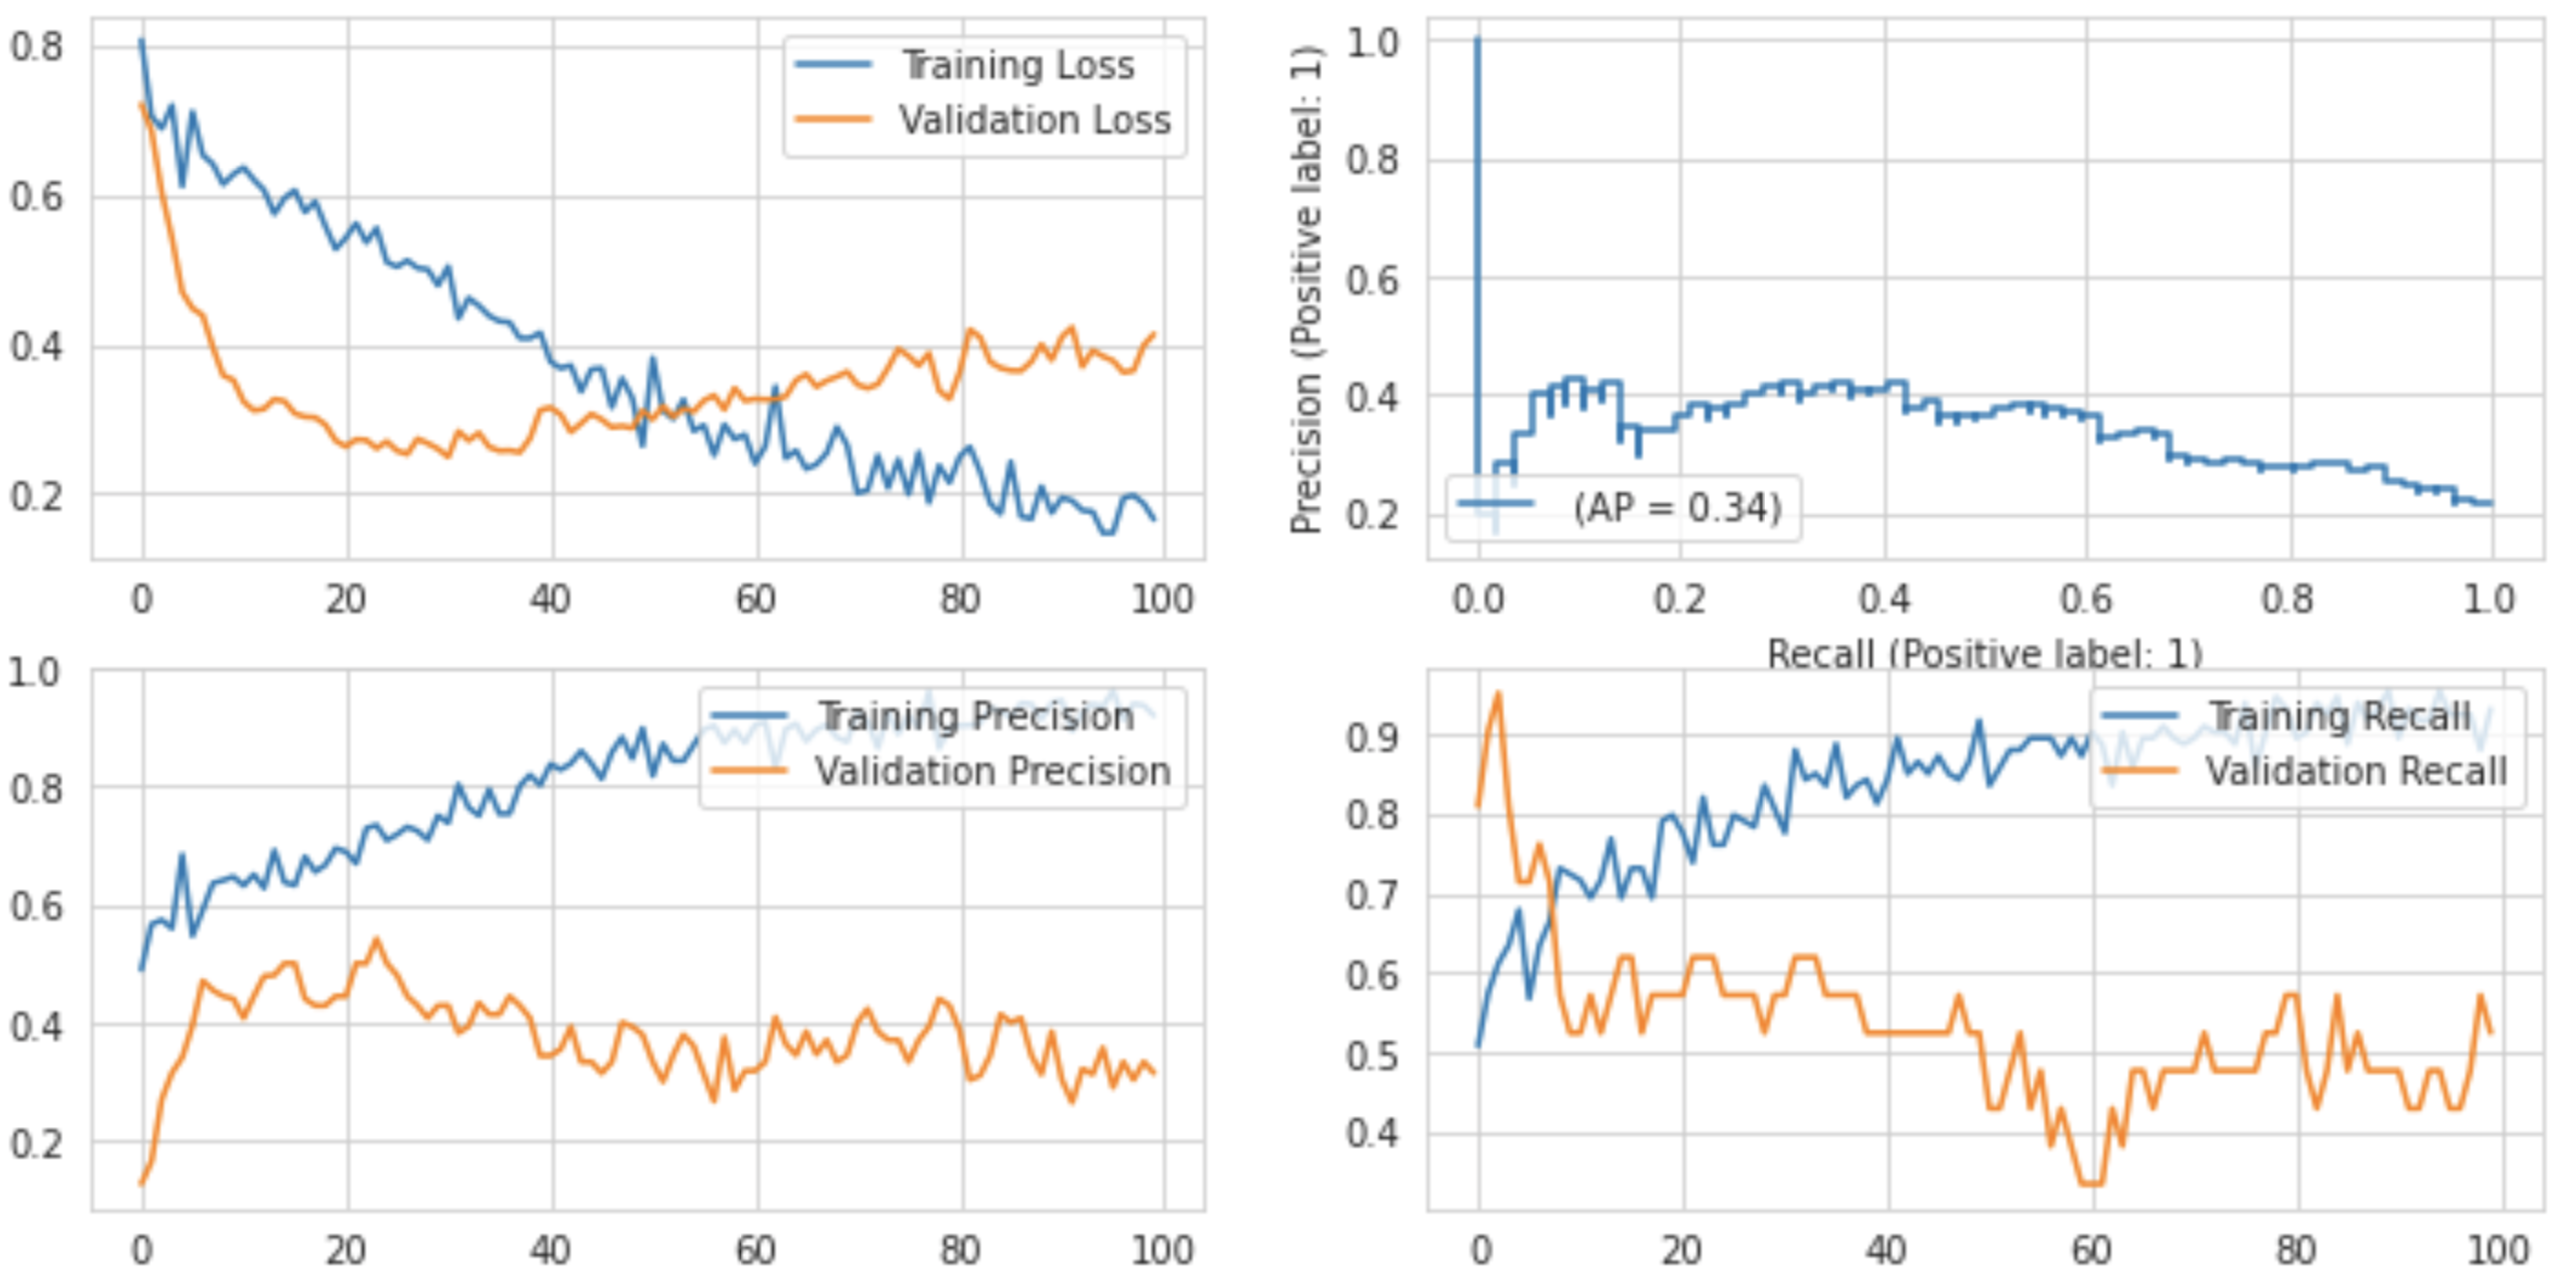 0.8
0.6
0.4
0.2
Training Loss
Validation Loss
0 20 40 60 80 100
Precision (Positive label: 1)
1.0
0.8
0.6
0.4
0.2
(AP = 0.34)
0.0 0.2 0.4 0.6 0.8 1.0
Recall (Positive label: 1)
1.0
0.8
0.6
0.4
0.2
Training Precision
Validation Precision
0 20 40 60 80 100
0.9
0.8
0.7
0.6
0.5
0.4
Training Recall
Validation Recall
0 20 40 60 80 100